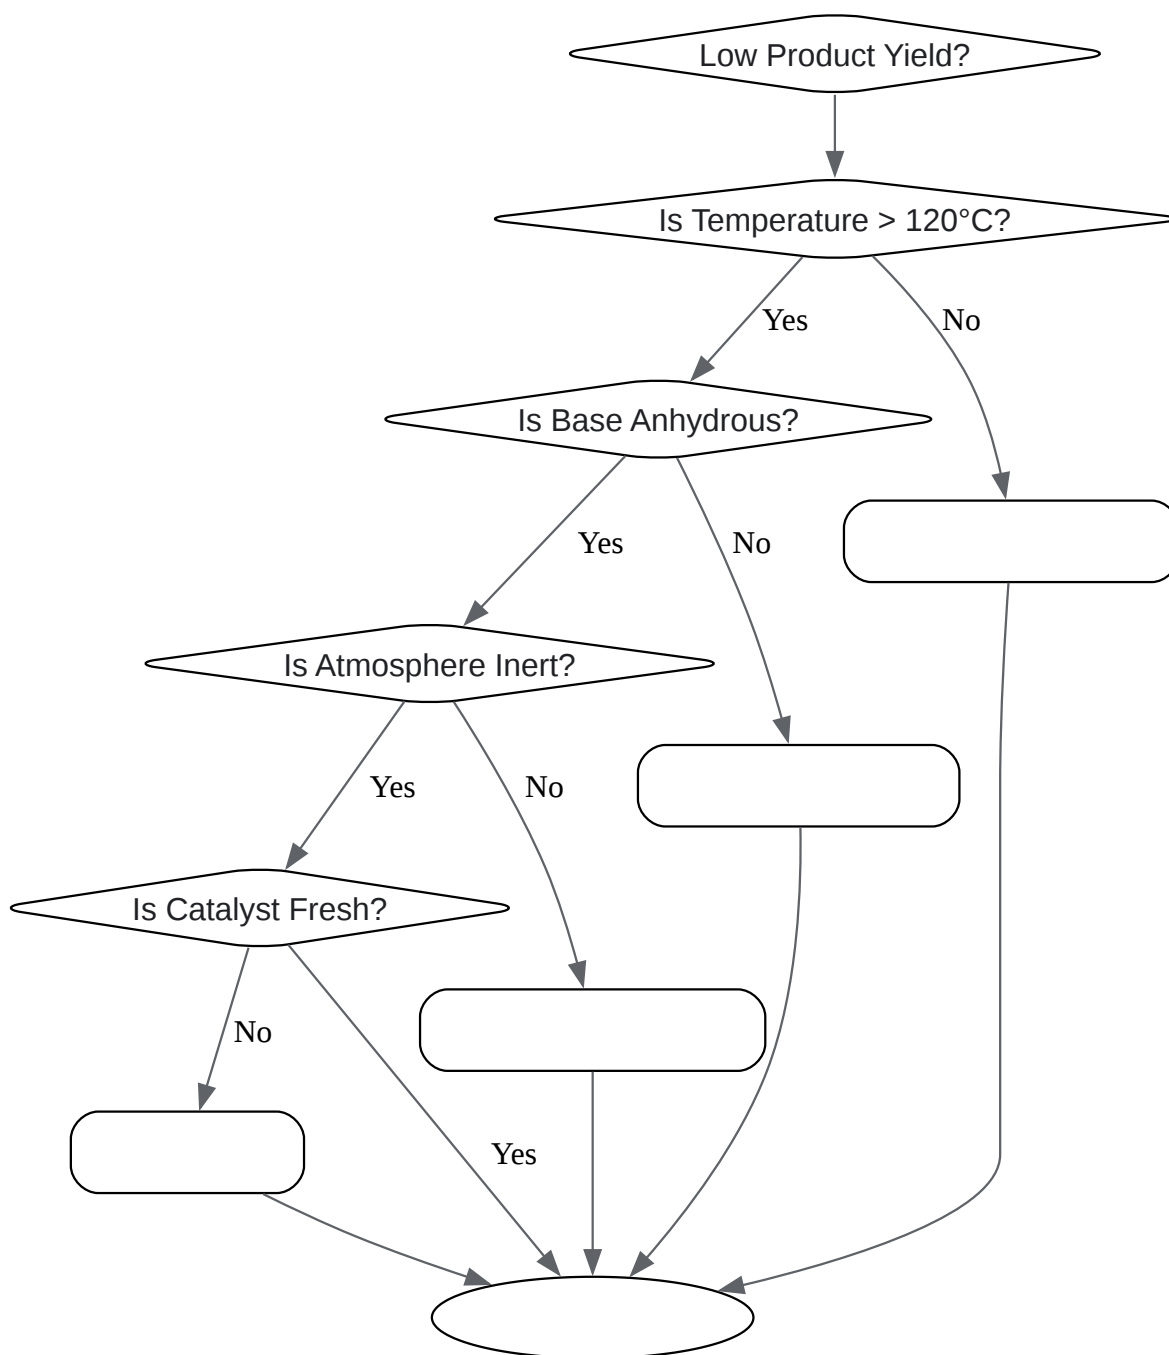 Low Product Yield?
Is Temperature > 120°C?
Yes
No
Is Base Anhydrous?
Yes
No
Is Atmosphere Inert?
Yes
No
Is Catalyst Fresh?
No
Yes